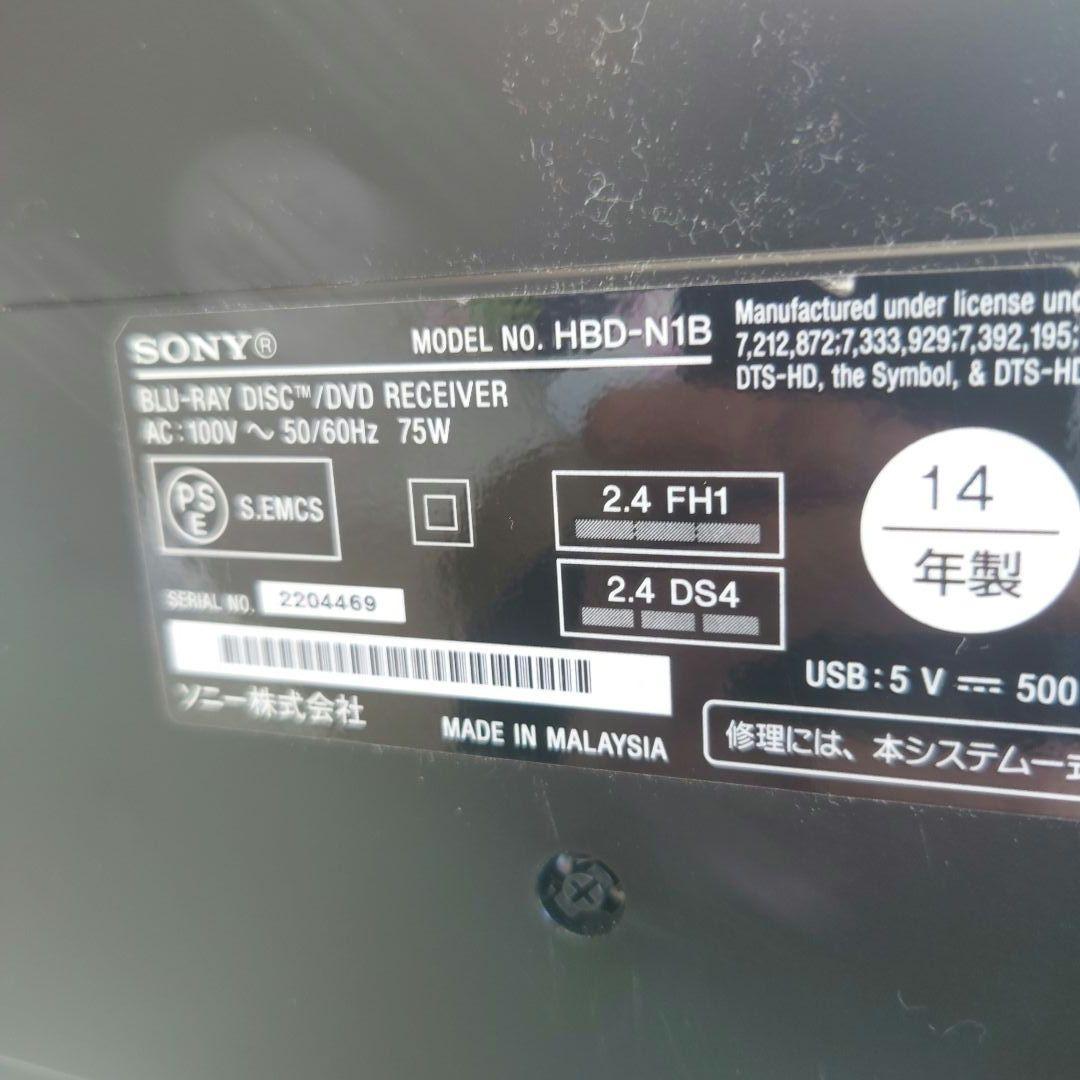 SONY®
MODEL NO. HBD-N1B
BLU-RAY DISC™/DVD RECEIVER
AC:100V ～ 50/60Hz 75W
PSE
S.EMCS
SERIAL NO. 2204469
ソニー株式会社
MADE IN MALAYSIA
2.4 FH1
2.4 DS4
Manufactured under license
7,212,872;7,333,929;7,392,195;
DTS-HD, the Symbol, & DTS-HD
14
年製
USB:5 V ⎓ 500
修理には、本システム一式